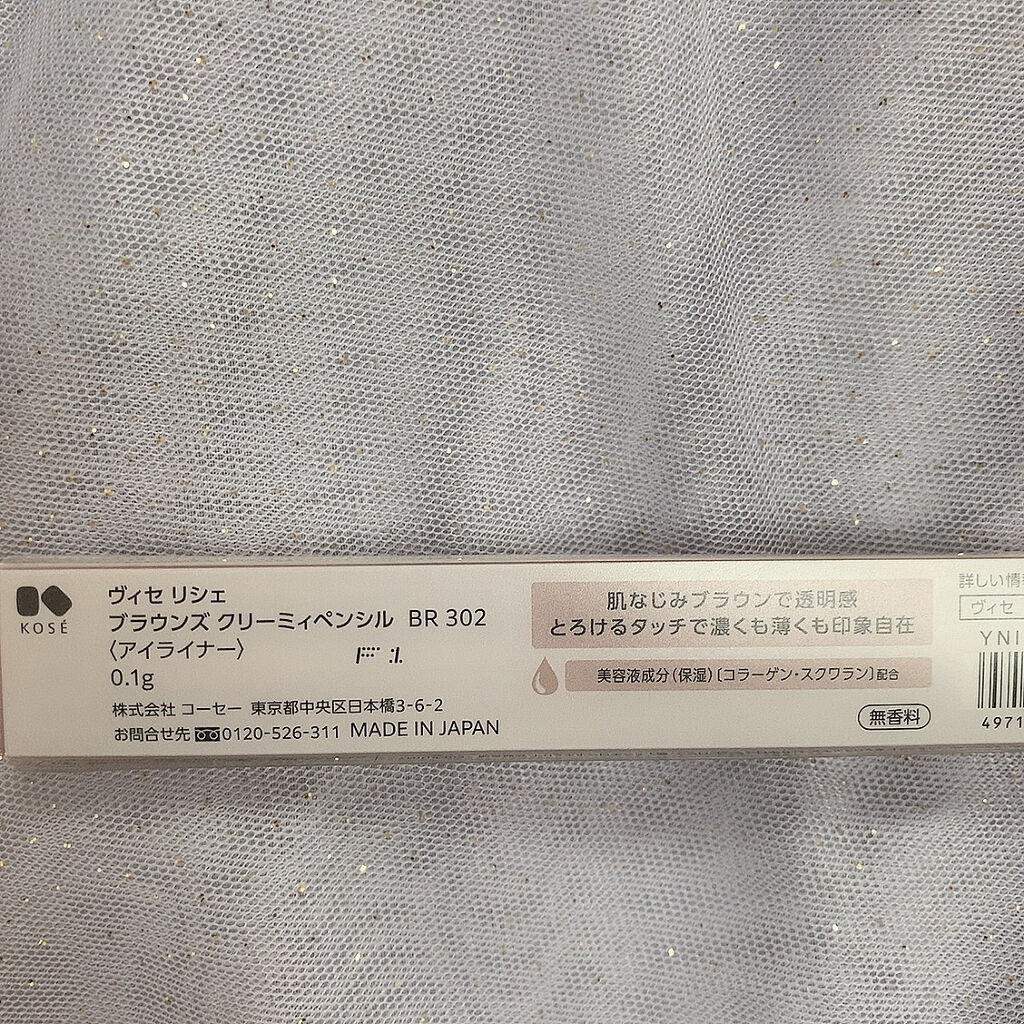 KOSÉ
ヴィセ リシェ
ブラウンズ クリーミィペンシル BR 302
〈アイライナー〉
0.1g
株式会社 コーセー 東京都中央区日本橋3-6-2
お問合せ先 0120-526-311 MADE IN JAPAN
肌なじみブラウンで透明感
とろけるタッチで濃くも薄くも印象自在
美容液成分(保湿)〔コラーゲン・スクワラン〕配合
無香料
詳しい情
ヴィセ
YNI
4971